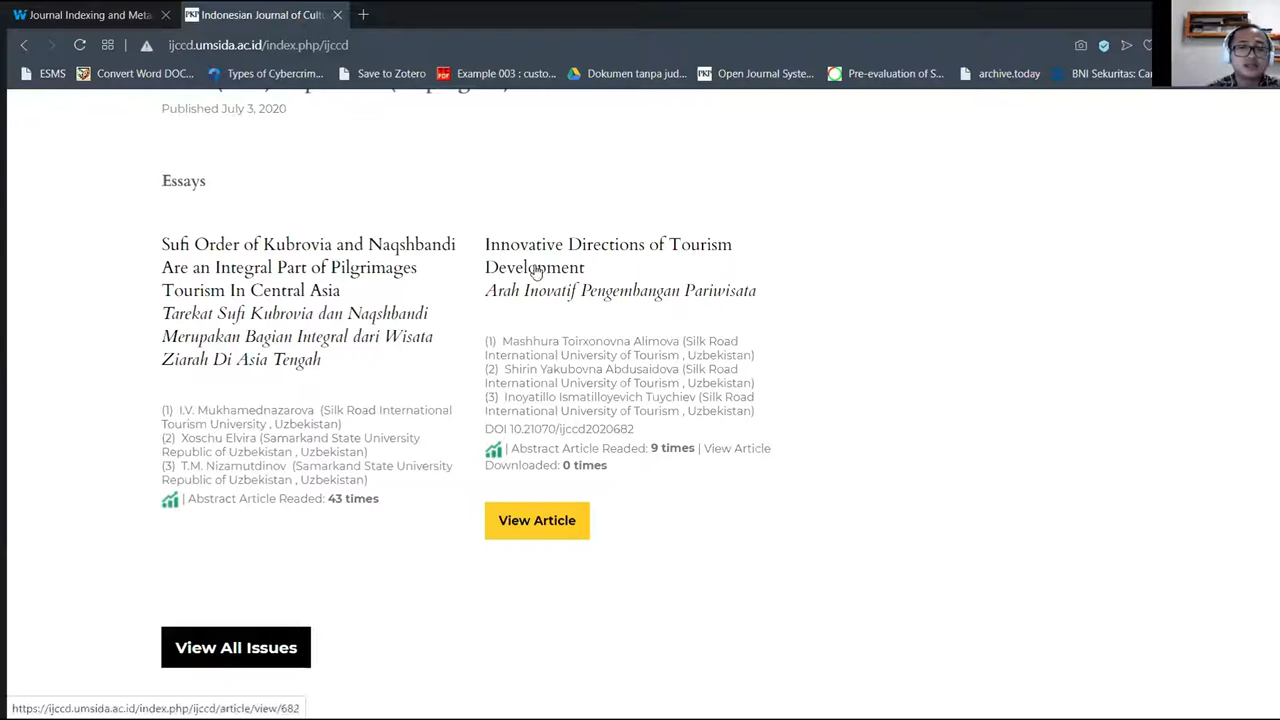 Journal Indexing and Meta
Indonesian Journal of Cultu
ijccd.umsida.ac.id/index.php/ijccd
ESMS Convert Word DOC... Types of Cybercrim... Save to Zotero Example 003 : custo... Dokumen tanpa jud... Open Journal Syste... Pre-evaluation of S... archive.today BNI Sekuritas: Car
Published July 3, 2020
Essays
Sufi Order of Kubrovia and Naqshbandi
Are an Integral Part of Pilgrimages
Tourism In Central Asia
Tarekat Sufi Kubrovia dan Naqshbandi
Merupakan Bagian Integral dari Wisata
Ziarah Di Asia Tengah
(1) I.V. Mukhamednazarova (Silk Road International
Tourism University , Uzbekistan)
(2) Xoschu Elvira (Samarkand State University
Republic of Uzbekistan , Uzbekistan)
(3) T.M. Nizamutdinov (Samarkand State University
Republic of Uzbekistan , Uzbekistan)
| Abstract Article Readed: 43 times
Innovative Directions of Tourism
Development
Arah Inovatif Pengembangan Pariwisata
(1) Mashhura Toirxonovna Alimova (Silk Road
International University of Tourism , Uzbekistan)
(2) Shirin Yakubovna Abdusaidova (Silk Road
International University of Tourism , Uzbekistan)
(3) Inoyatillo Ismatilloyevich Tuychiev (Silk Road
International University of Tourism , Uzbekistan)
DOI 10.21070/ijccd2020682
| Abstract Article Readed: 9 times | View Article
Downloaded: 0 times
View Article
View All Issues
https://ijccd.umsida.ac.id/index.php/ijccd/article/view/682